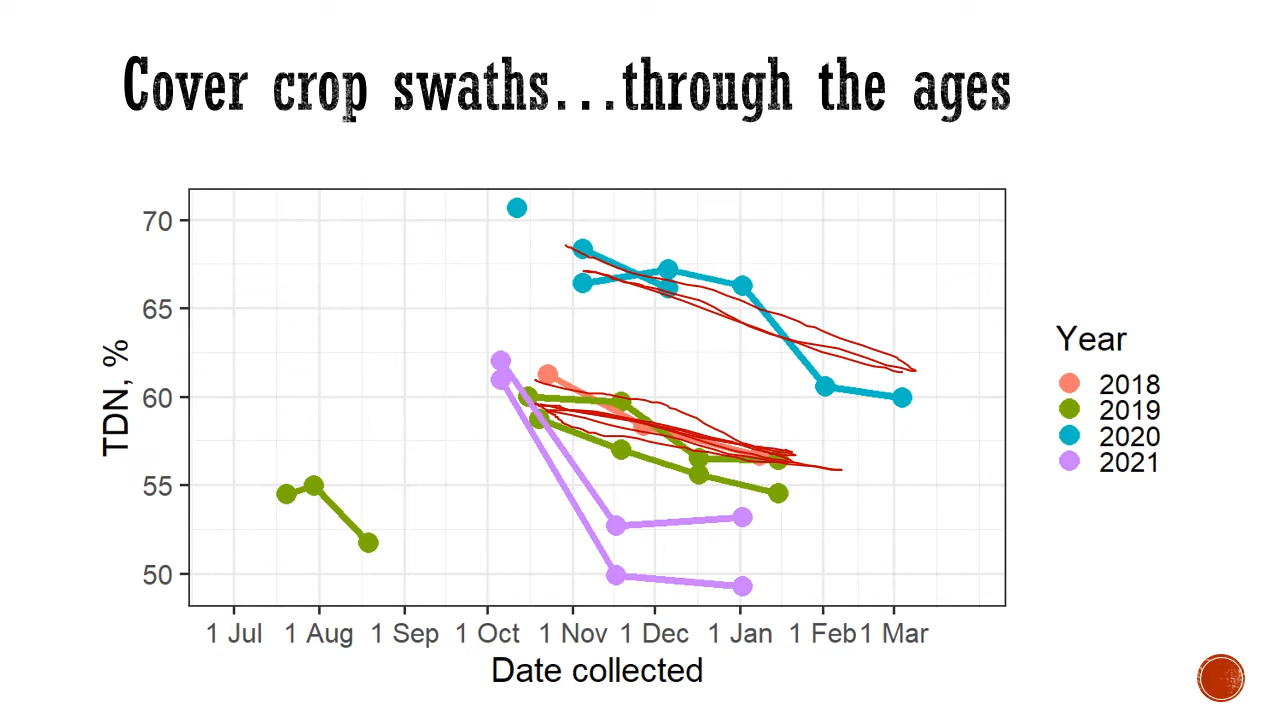 Cover crop swaths...through the ages
70
65
60
55
50
TDN, %
1 Jul 1 Aug 1 Sep 1 Oct 1 Nov 1 Dec 1 Jan 1 Feb 1 Mar
Date collected
Year
2018
2019
2020
2021